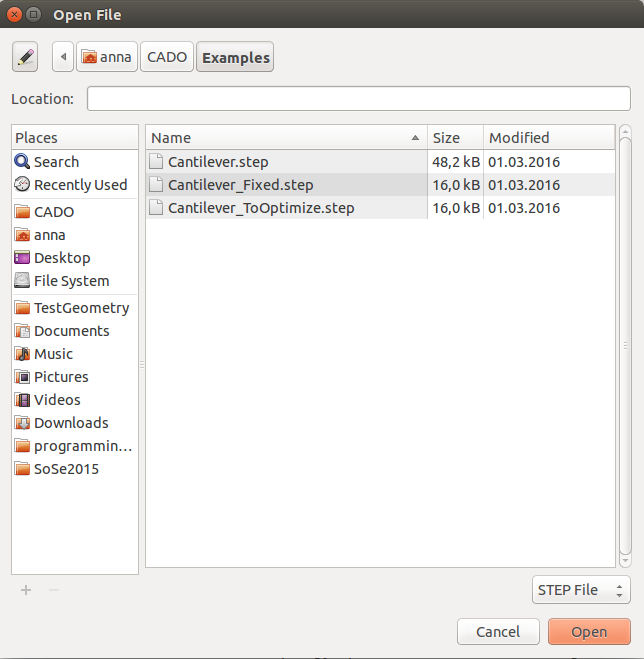 Open File
anna CADO Examples
Location:
Places
Search
Recently Used
CADO
anna
Desktop
File System
TestGeometry
Documents
Music
Pictures
Videos
Downloads
programmin...
SoSe2015
Name Size Modified
Cantilever.step 48,2 kB 01.03.2016
Cantilever_Fixed.step 16,0 kB 01.03.2016
Cantilever_ToOptimize.step 16,0 kB 01.03.2016
STEP File
Cancel Open